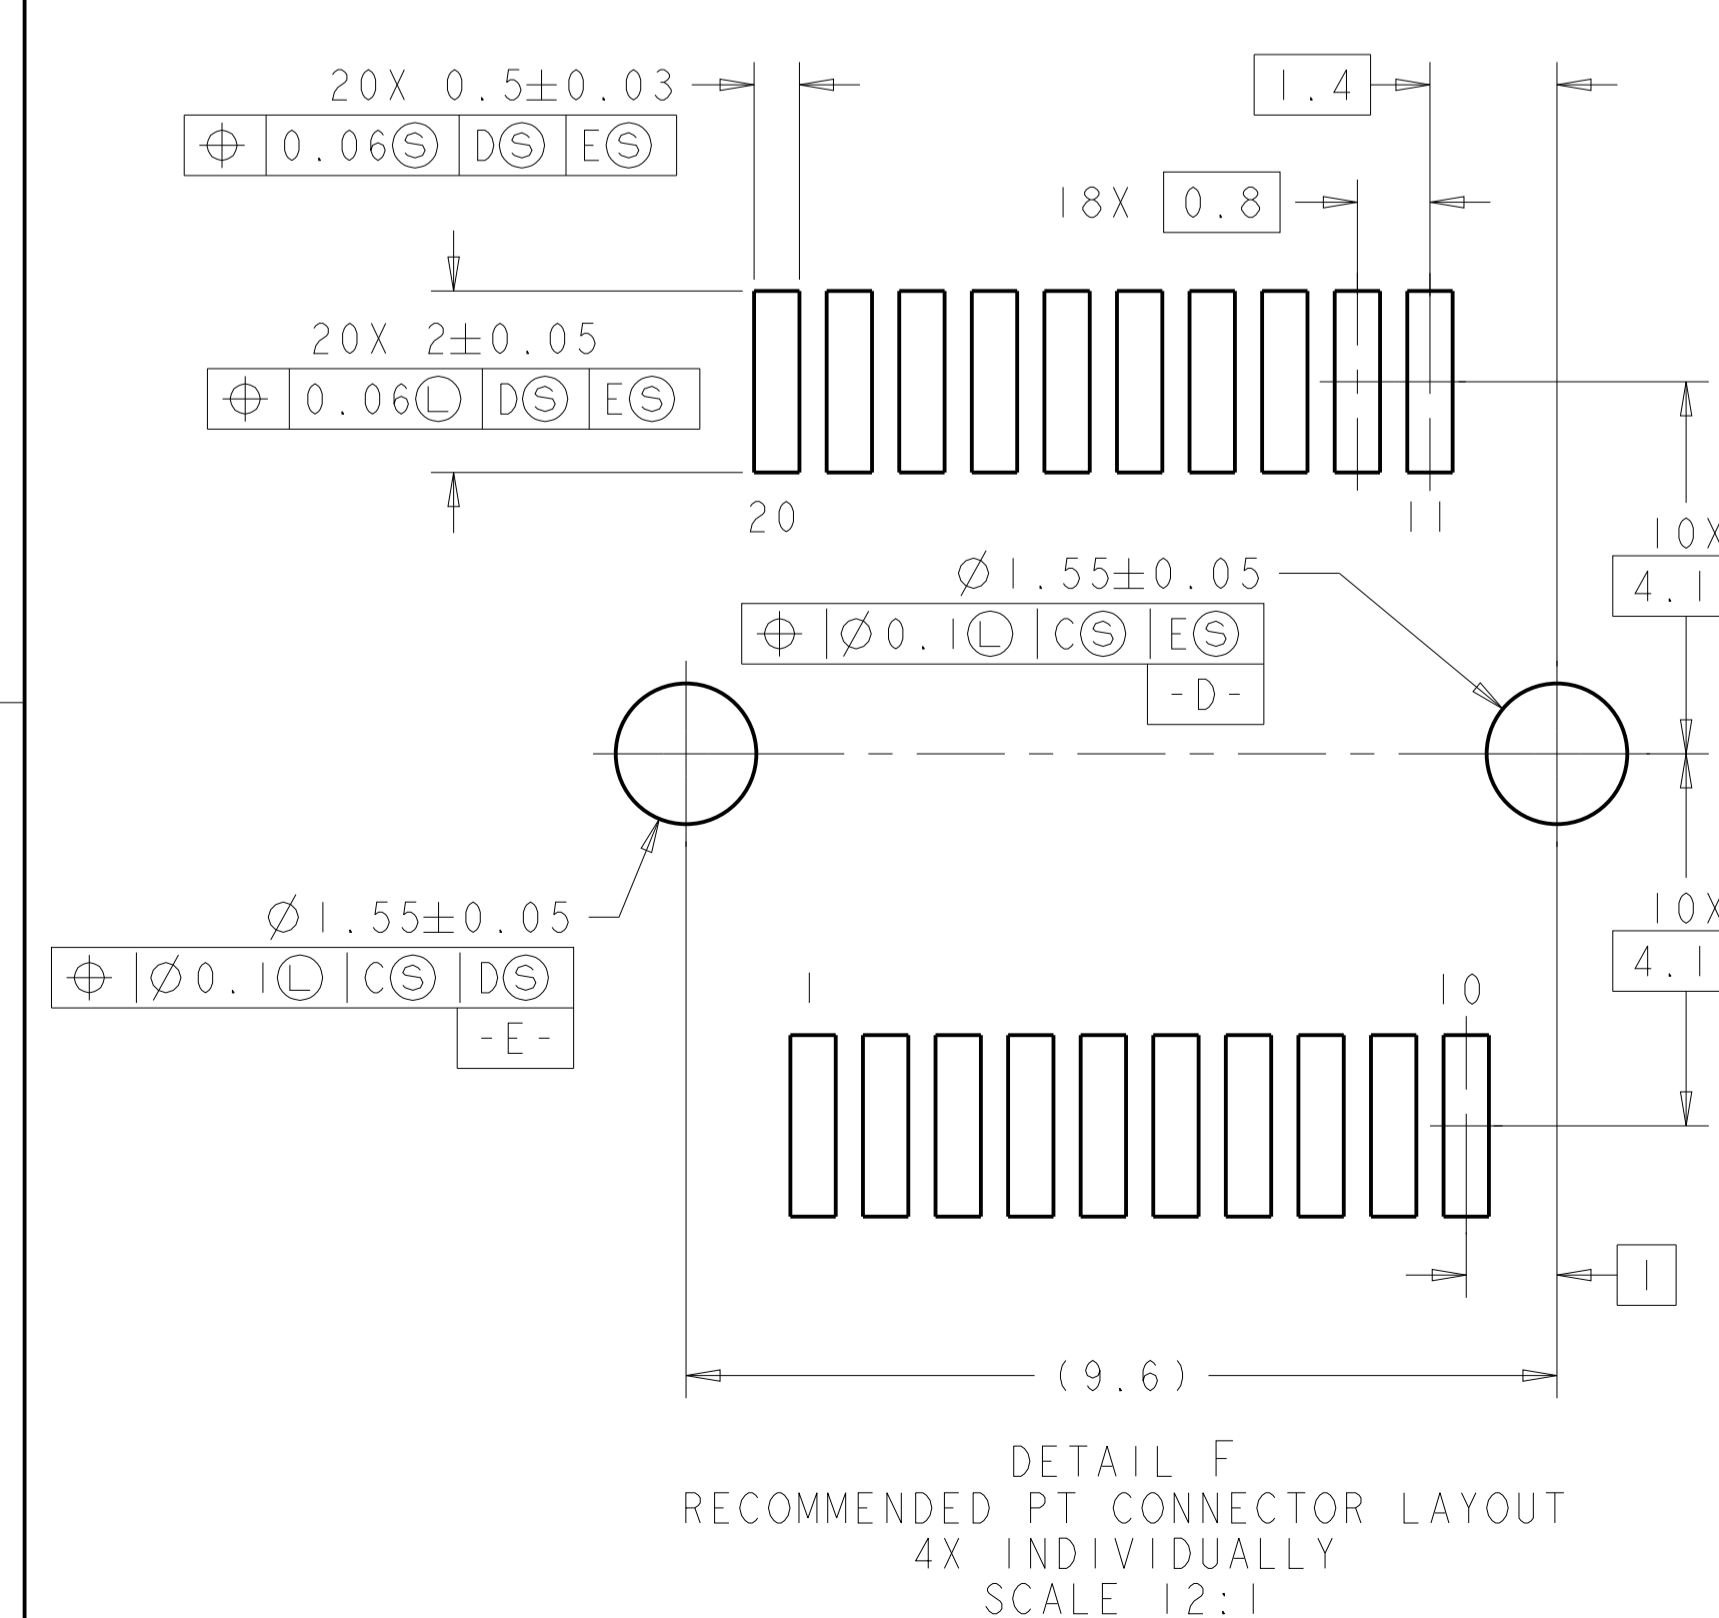 20X 0.5±0.03
⌖ 0.06Ⓢ DⓈ EⓈ
1.4
18X 0.8
20X 2±0.05
⌖ 0.06Ⓛ DⓈ EⓈ
20
11
10X
4.1
Ø1.55±0.05
⌖ Ø0.1Ⓛ CⓈ EⓈ
-D-
Ø1.55±0.05
⌖ Ø0.1Ⓛ CⓈ DⓈ
-E-
10X
4.1
1
10
1
(9.6)
DETAIL F
RECOMMENDED PT CONNECTOR LAYOUT
4X INDIVIDUALLY
SCALE 12:1